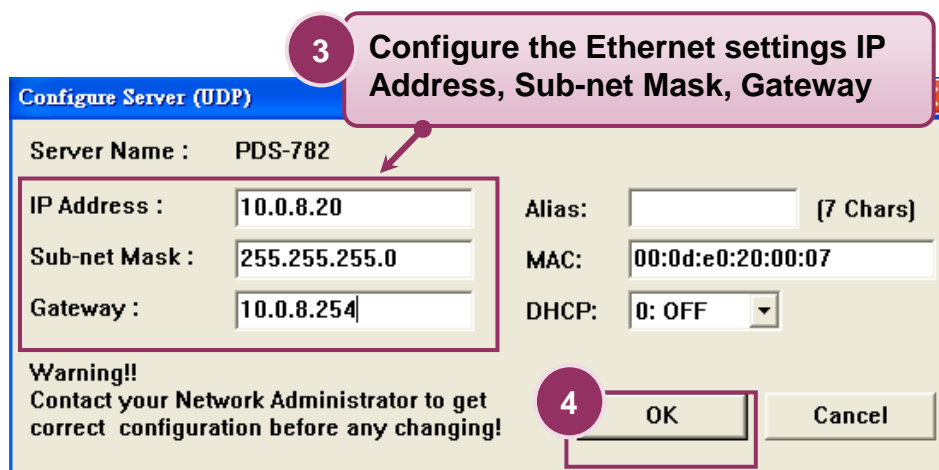 3
Configure the Ethernet settings IP
Address, Sub-net Mask, Gateway
Configure Server (UDP)
Server Name : PDS-782
IP Address : 10.0.8.20
Alias: (7 Chars)
Sub-net Mask : 255.255.255.0
MAC: 00:0d:e0:20:00:07
Gateway : 10.0.8.254
DHCP: 0: OFF
Warning!!
Contact your Network Administrator to get
correct configuration before any changing!
4
OK
Cancel